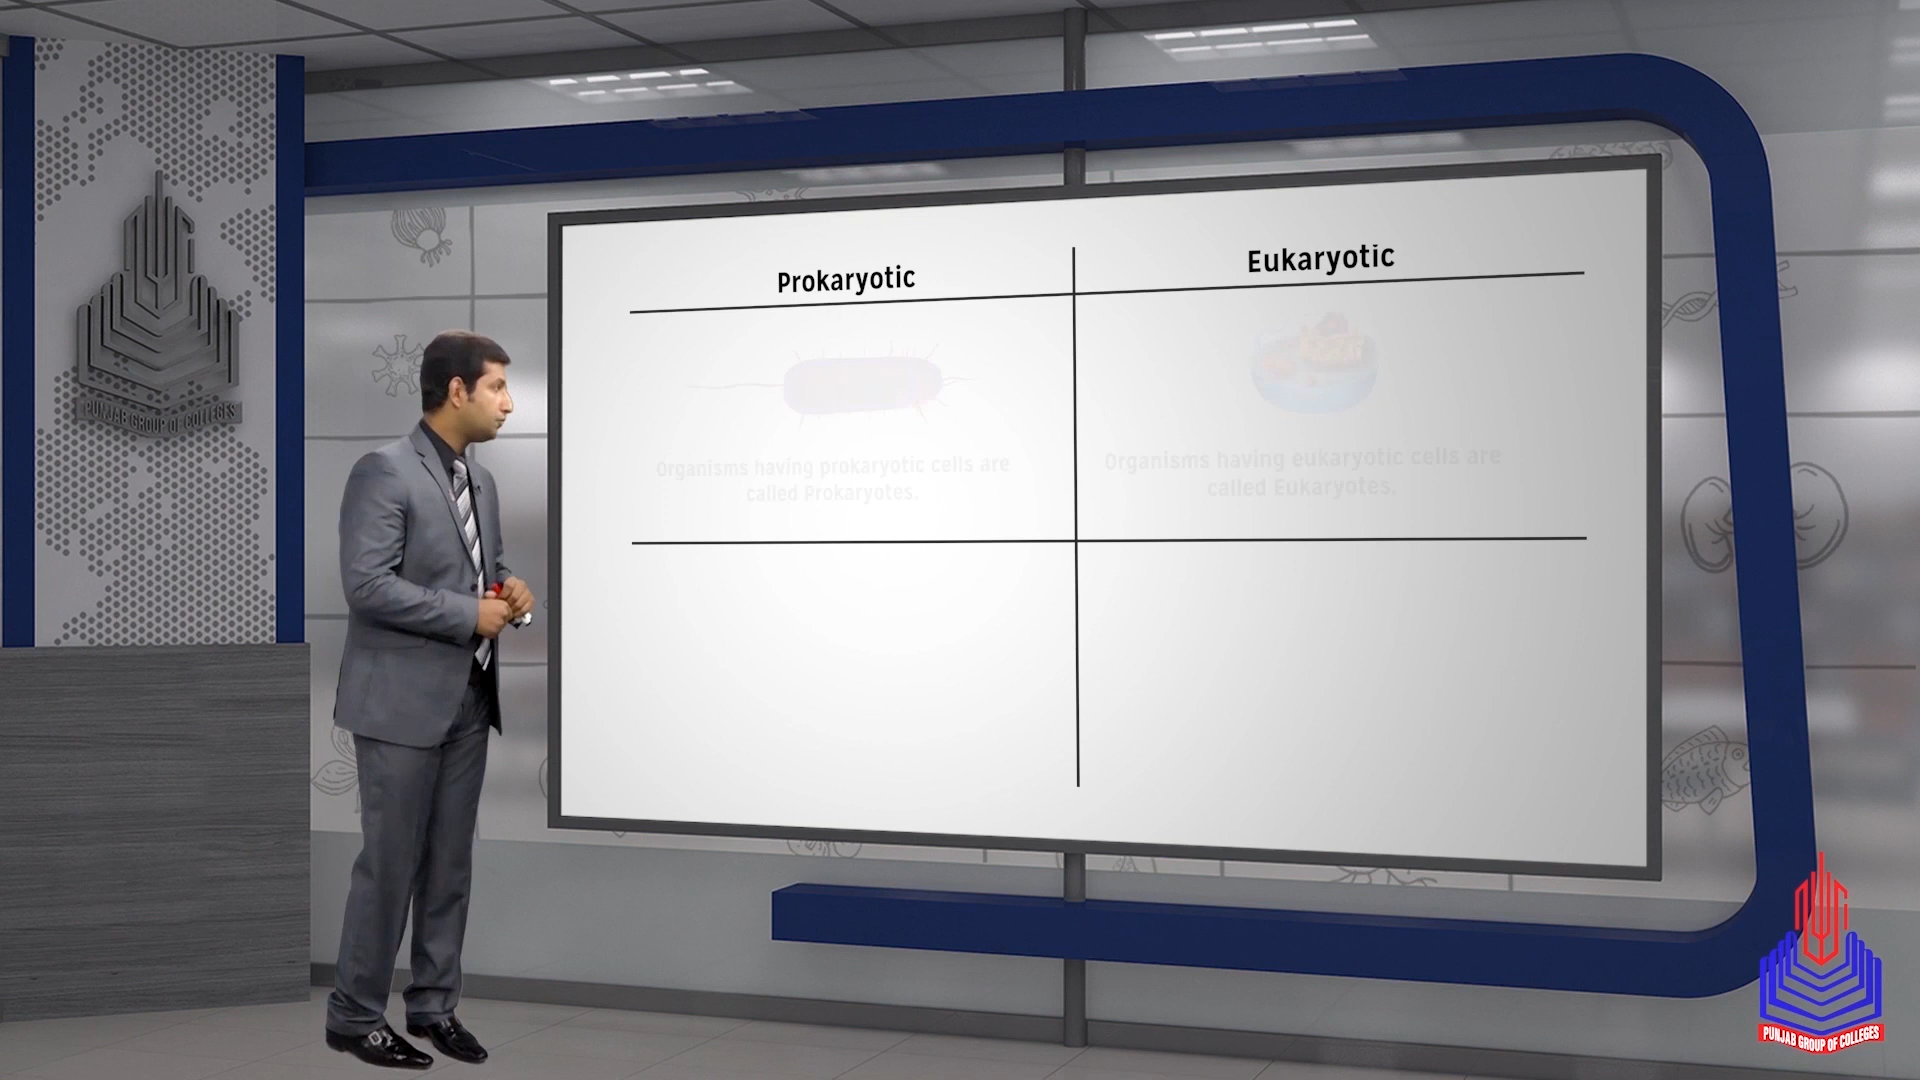 Prokaryotic
Eukaryotic
Organisms having prokaryotic cells are
called Prokaryotes.
Organisms having eukaryotic cells are
called Eukaryotes.
PUNJAB GROUP OF COLLEGES
PUNJAB GROUP OF COLLEGES